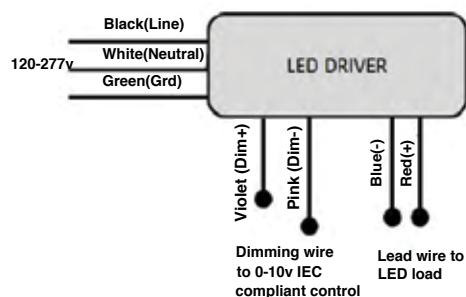 Black(Line)
White(Neutral)
120-277v
Green(Grd)
LED DRIVER
Violet (Dim+)
Pink (Dim-)
Blue(-)
Red(+)
Dimming wire
to 0-10v IEC
compliant control
Lead wire to
LED load